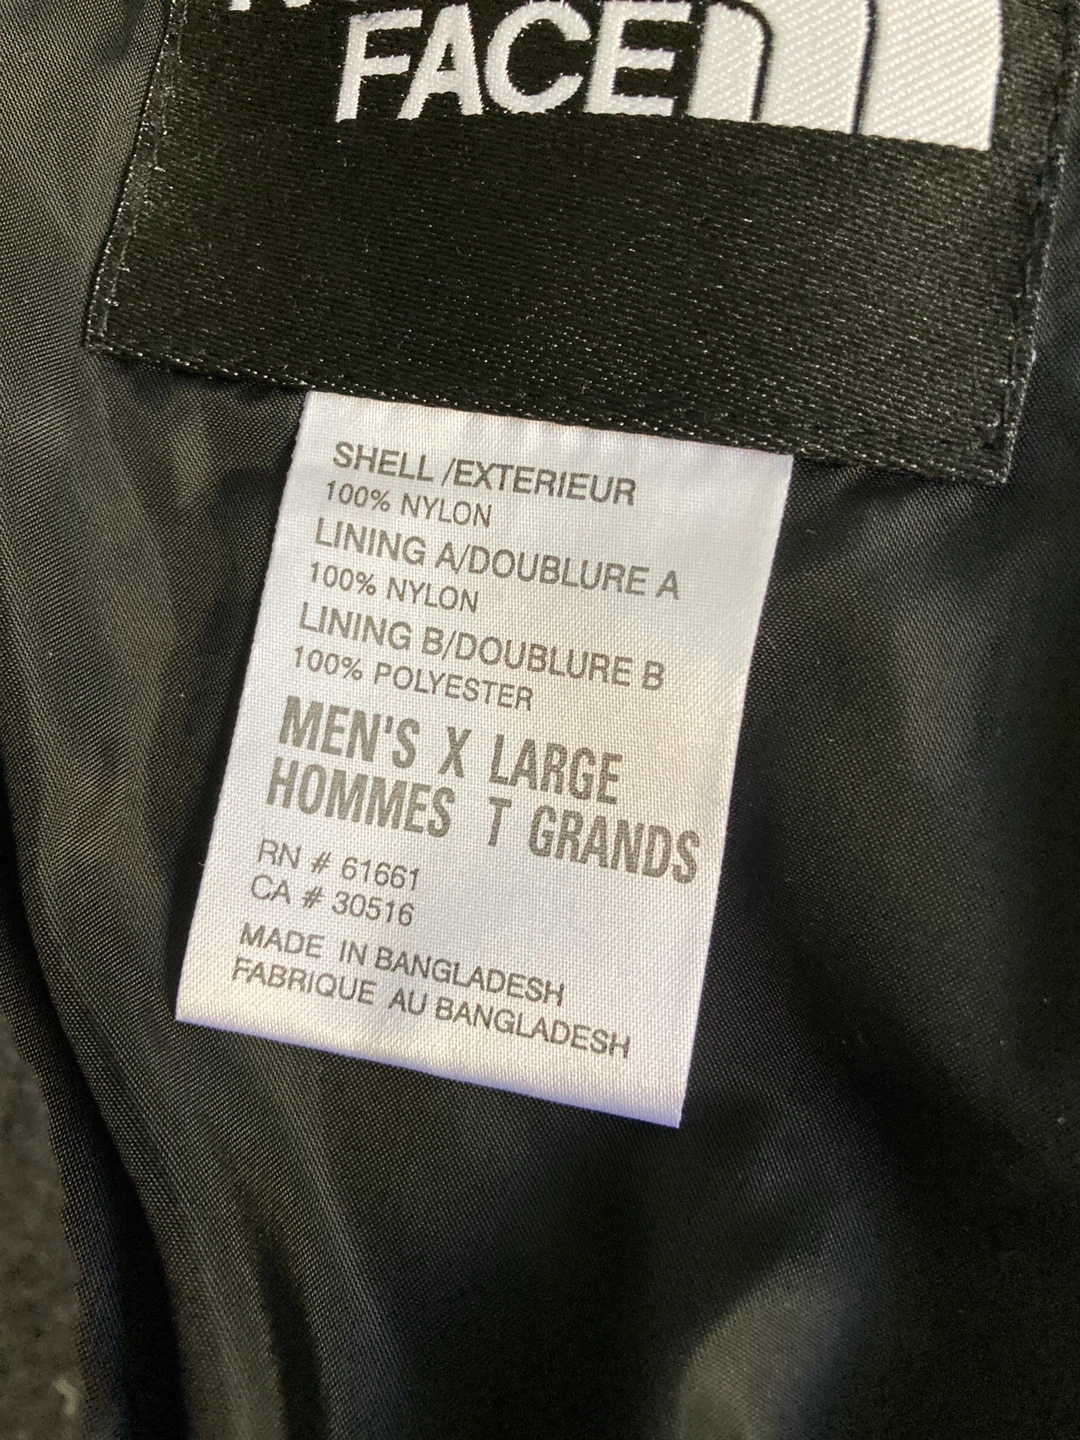 FACE
SHELL /EXTERIEUR
100% NYLON
LINING A/DOUBLURE A
100% NYLON
LINING B/DOUBLURE B
100% POLYESTER
MEN'S X LARGE
HOMMES T GRANDS
RN # 61661
CA # 30516
MADE IN BANGLADESH
FABRIQUE AU BANGLADESH